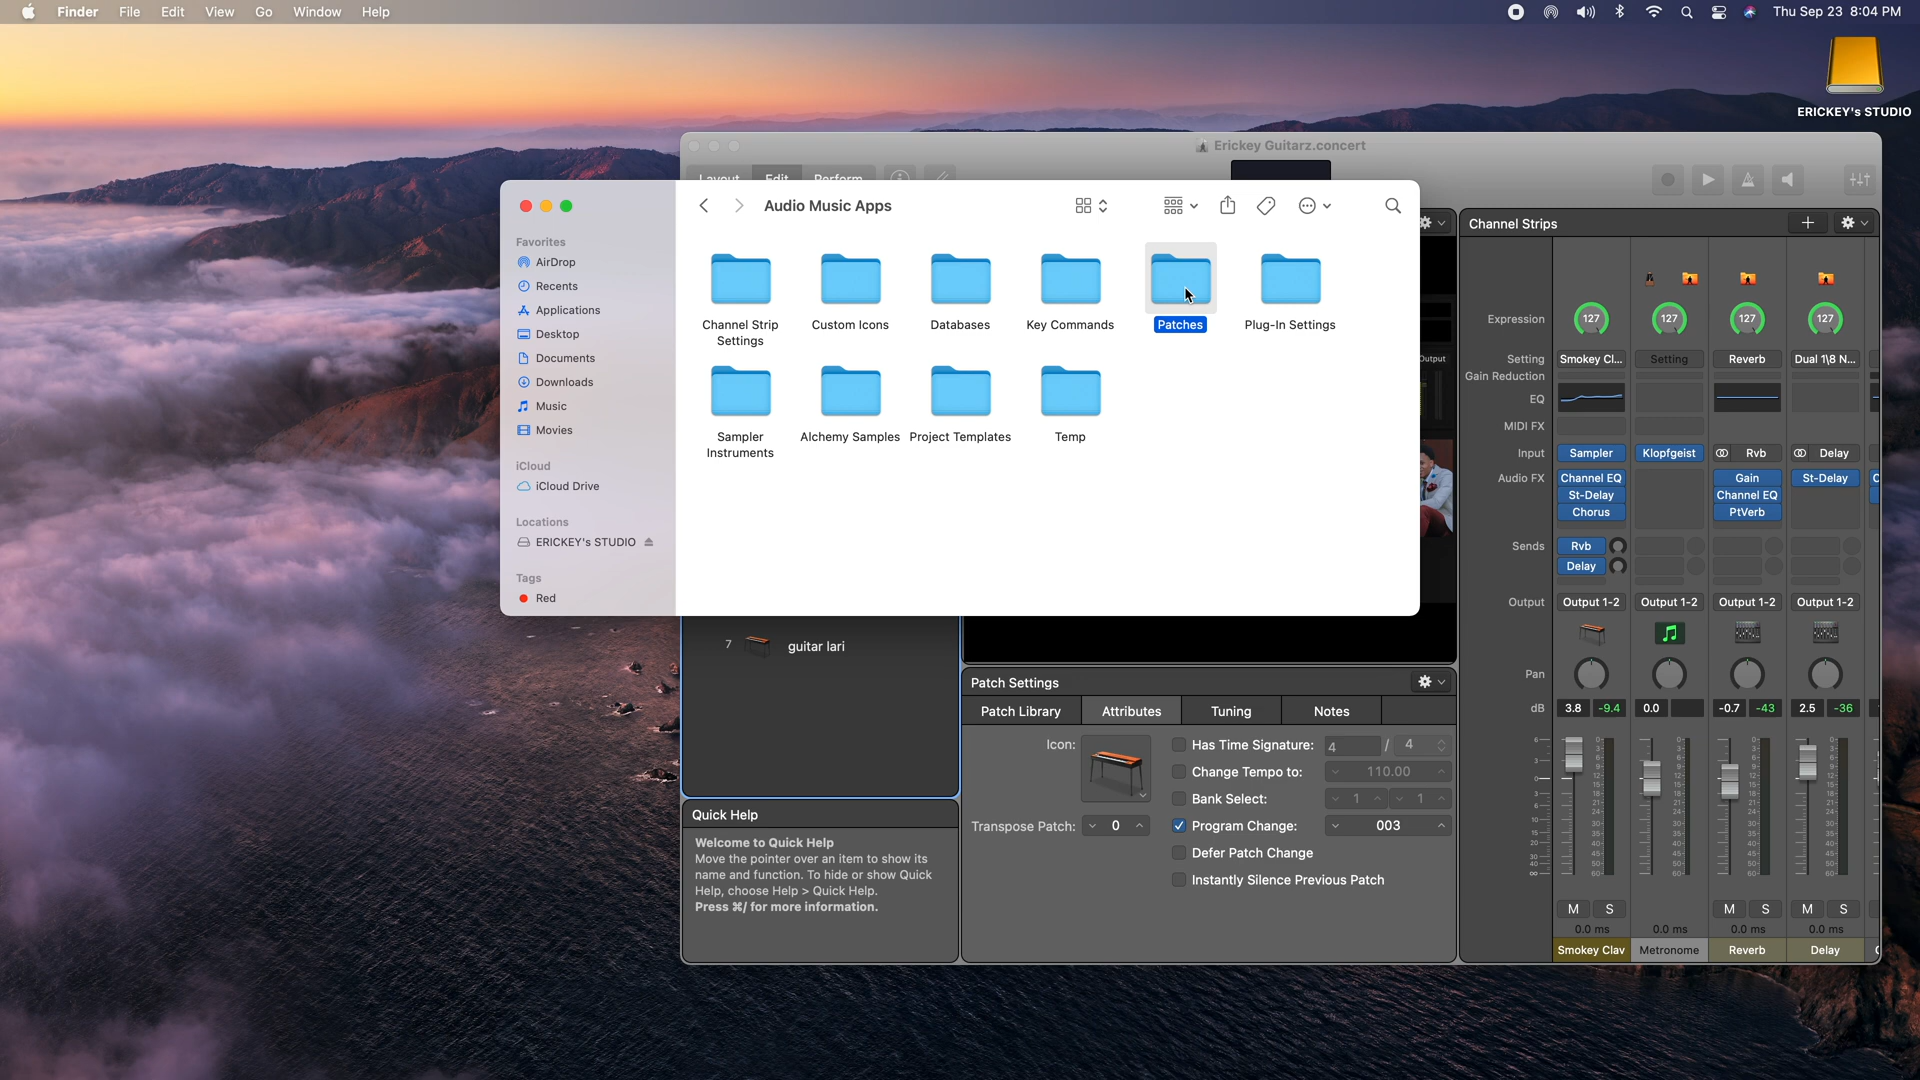 Finder File Edit View Go Window Help
Thu Sep 23 8:04 PM
ERICKEY's STUDIO
Erickey Guitarz.concert
Layout Edit Perform
Audio Music Apps
Favorites
AirDrop
Recents
Applications
Desktop
Documents
Downloads
Music
Movies
iCloud
iCloud Drive
Locations
ERICKEY's STUDIO
Tags
Red
Channel Strip Settings
Custom Icons
Databases
Key Commands
Patches
Plug-In Settings
Sampler Instruments
Alchemy Samples
Project Templates
Temp
Output
7 guitar lari
Quick Help
Welcome to Quick Help
Move the pointer over an item to show its
name and function. To hide or show Quick
Help, choose Help > Quick Help.
Press ⌘/ for more information.
Patch Settings
Patch Library Attributes Tuning Notes
Icon:
Transpose Patch: 0
Has Time Signature: 4 / 4
Change Tempo to: 110.00
Bank Select: 1 1
Program Change: 003
Defer Patch Change
Instantly Silence Previous Patch
Channel Strips
Expression 127 127 127 127
Setting Smokey Cl... Setting Reverb Dual 1\8 N...
Gain Reduction
EQ
MIDI FX
Input Sampler Klopfgeist Rvb Delay
Audio FX Channel EQ Gain St-Delay
St-Delay Channel EQ
Chorus PtVerb
Sends Rvb
Delay
Output Output 1-2 Output 1-2 Output 1-2 Output 1-2
Pan
dB 3.8 -9.4 0.0 -0.7 -43 2.5 -36
M S M S M S
0.0 ms 0.0 ms 0.0 ms 0.0 ms
Smokey Clav Metronome Reverb Delay